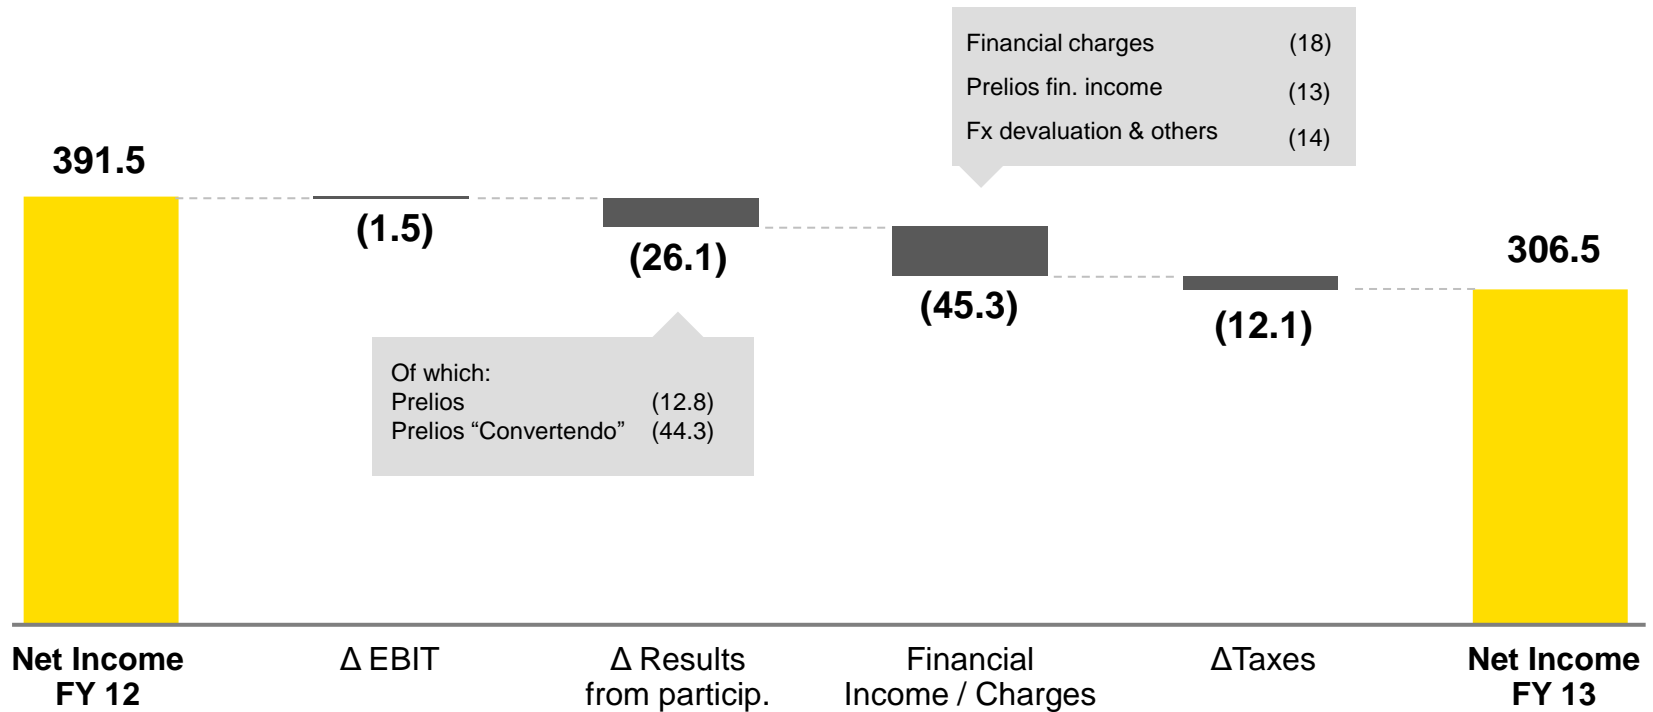 Financial charges (18)
Prelios fin. income (13)
Fx devaluation & others (14)
391.5
(1.5)
(26.1)
(45.3)
(12.1)
306.5
Of which:
Prelios (12.8)
Prelios “Convertendo” (44.3)
Net Income
FY 12
Δ EBIT
Δ Results
from particip.
Financial
Income / Charges
ΔTaxes
Net Income
FY 13